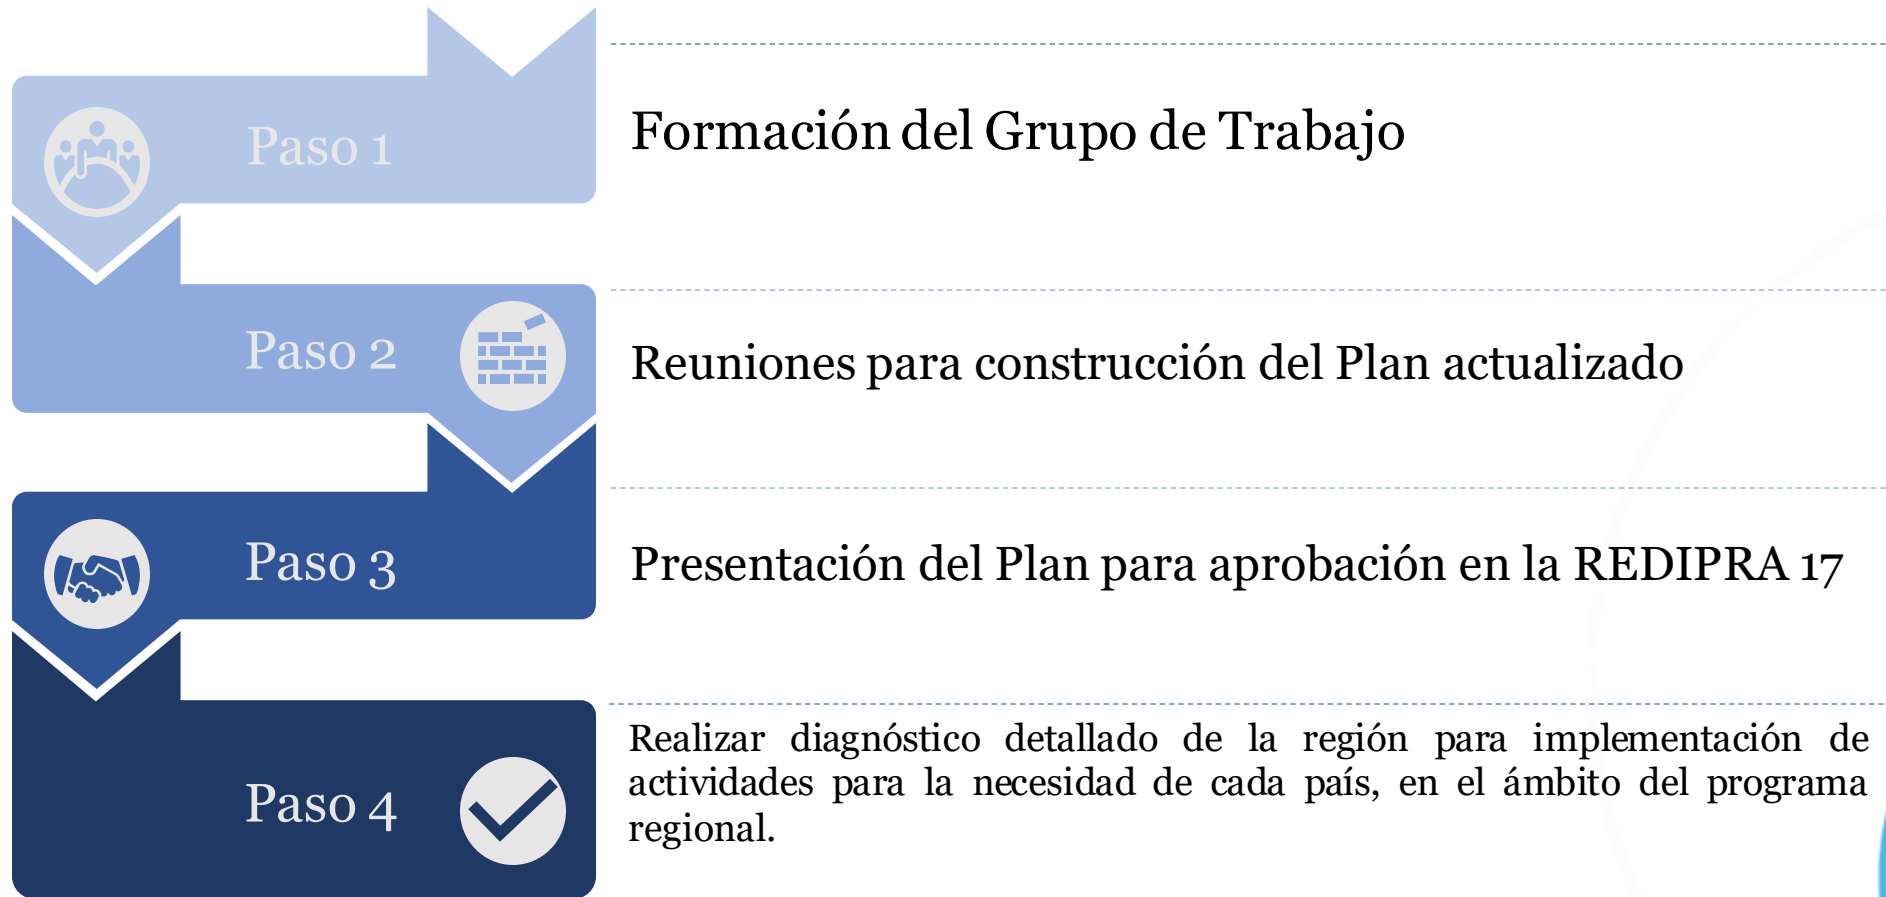 Paso 1
Formación del Grupo de Trabajo
Paso 2
Reuniones para construcción del Plan actualizado
Paso 3
Presentación del Plan para aprobación en la REDIPRA 17
Paso 4
Realizar diagnóstico detallado de la región para implementación de
actividades para la necesidad de cada país, en el ámbito del programa
regional.